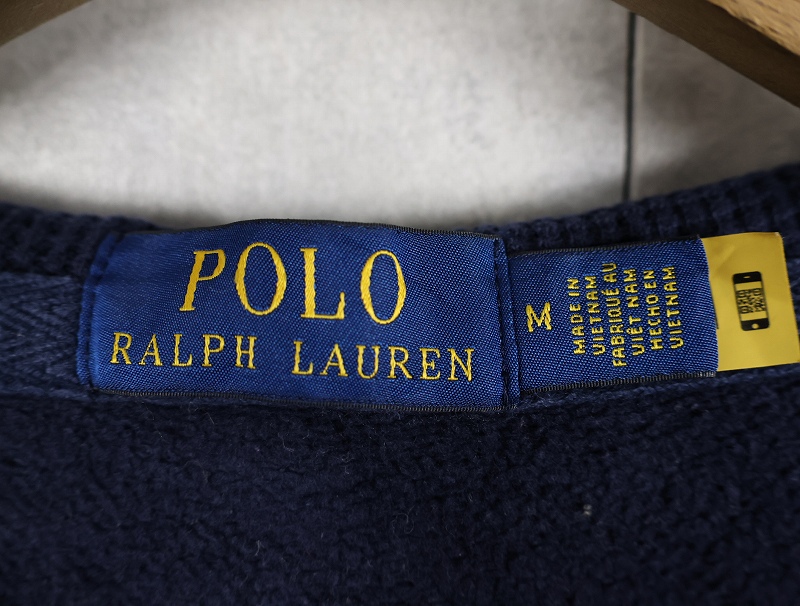 POLO
RALPH LAUREN
M
MADE IN
VIETNAM
FABRIQUÉ AU
VIÊT NAM
HECHO EN
VIETNAM